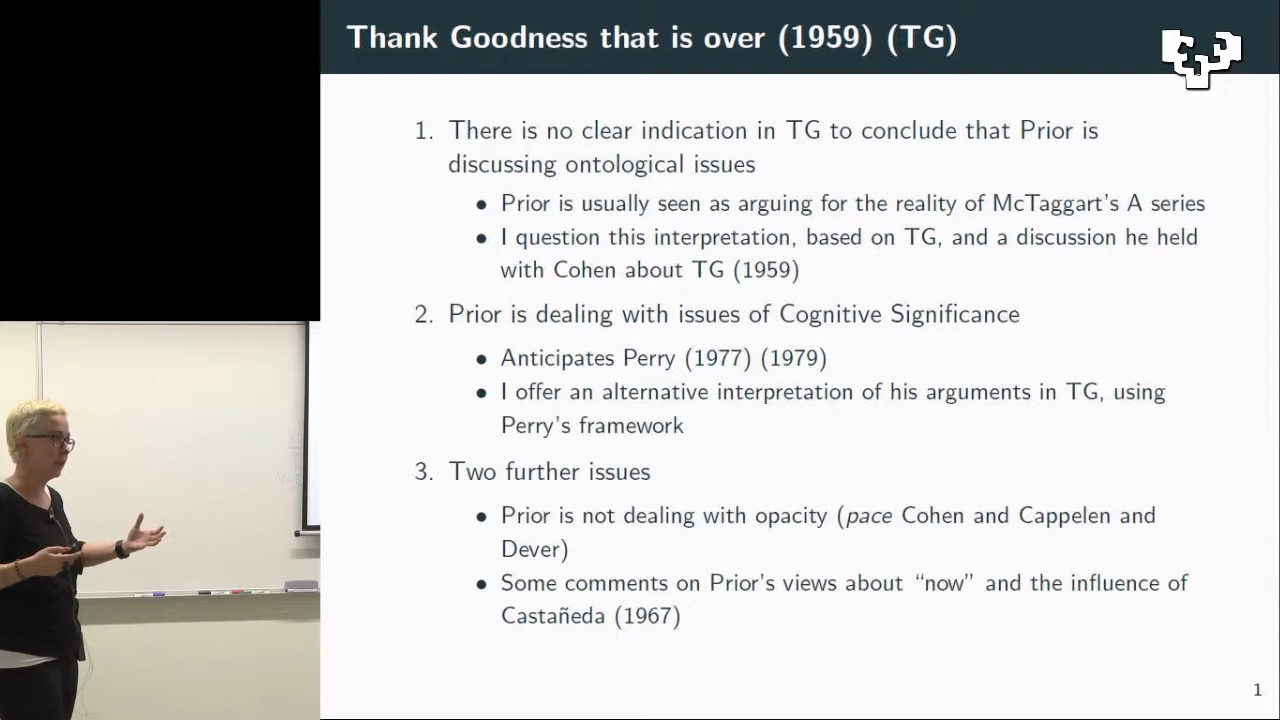 Thank Goodness that is over (1959) (TG)
1. There is no clear indication in TG to conclude that Prior is
discussing ontological issues
• Prior is usually seen as arguing for the reality of McTaggart's A series
• I question this interpretation, based on TG, and a discussion he held
with Cohen about TG (1959)
2. Prior is dealing with issues of Cognitive Significance
• Anticipates Perry (1977) (1979)
• I offer an alternative interpretation of his arguments in TG, using
Perry's framework
3. Two further issues
• Prior is not dealing with opacity (pace Cohen and Cappelen and
Dever)
• Some comments on Prior's views about “now” and the influence of
Castañeda (1967)
1